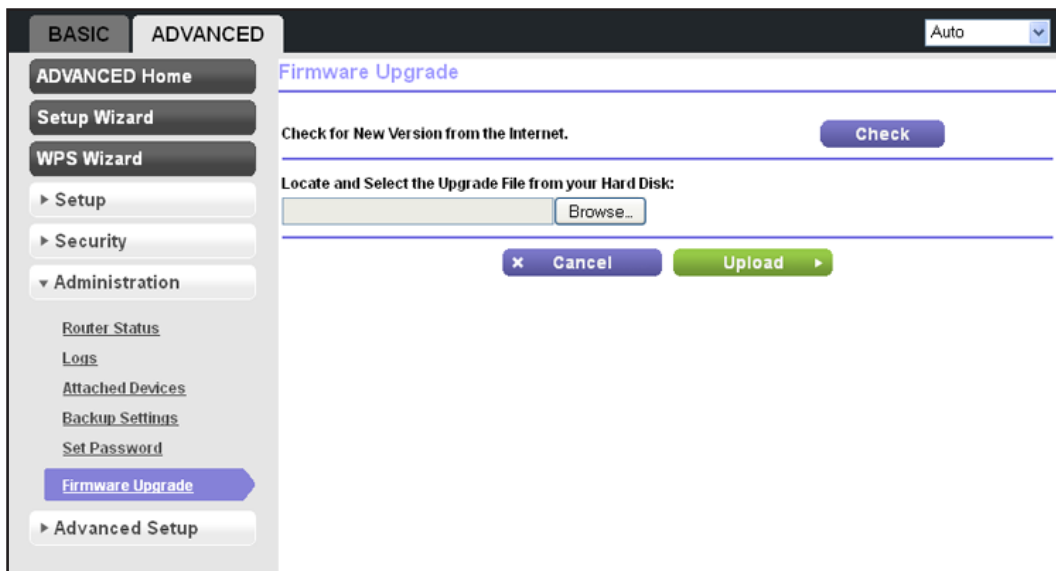 BASIC ADVANCED Auto
ADVANCED Home
Setup Wizard
WPS Wizard
Setup
Security
Administration
Router Status
Logs
Attached Devices
Backup Settings
Set Password
Firmware Upgrade
Advanced Setup
Firmware Upgrade
Check for New Version from the Internet. Check
Locate and Select the Upgrade File from your Hard Disk:
Browse...
Cancel Upload